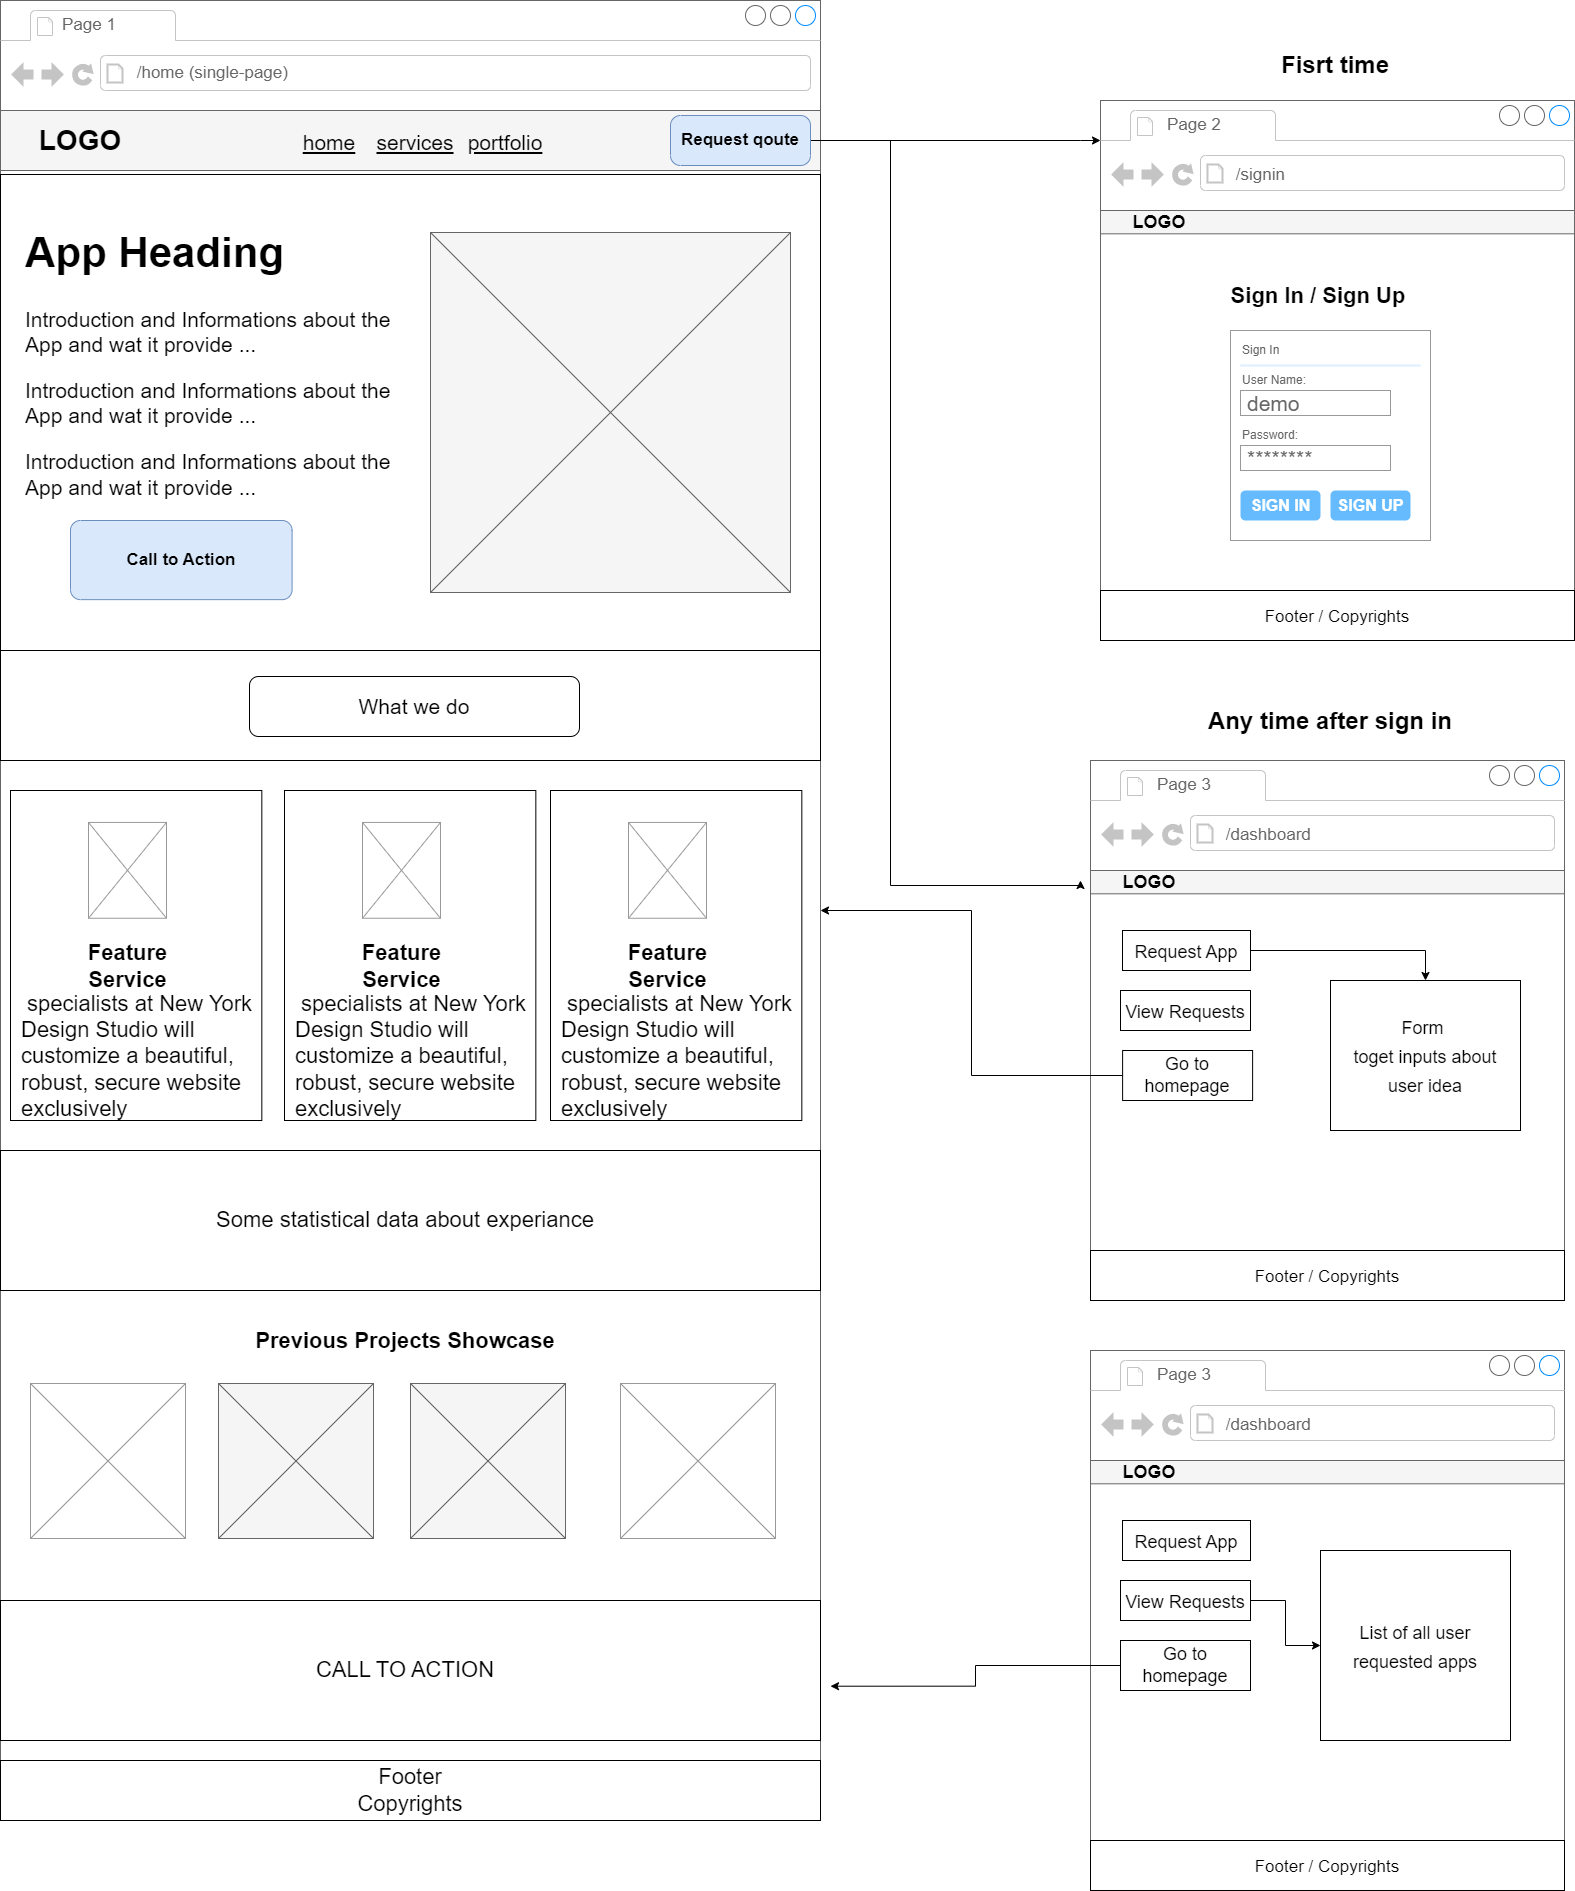 Page 1
/home (single-page)
LOGO
home services portfolio
Request qoute
App Heading
Introduction and Informations about the
App and wat it provide ...
Introduction and Informations about the
App and wat it provide ...
Introduction and Informations about the
App and wat it provide ...
Call to Action
What we do
Feature
Service
specialists at New York
Design Studio will
customize a beautiful,
robust, secure website
exclusively
Feature
Service
specialists at New York
Design Studio will
customize a beautiful,
robust, secure website
exclusively
Feature
Service
specialists at New York
Design Studio will
customize a beautiful,
robust, secure website
exclusively
Some statistical data about experiance
Previous Projects Showcase
CALL TO ACTION
Footer
Copyrights
Fisrt time
Page 2
/signin
LOGO
Sign In / Sign Up
Sign In
User Name:
demo
Password:
********
SIGN IN SIGN UP
Footer / Copyrights
Any time after sign in
Page 3
/dashboard
LOGO
Request App
View Requests
Go to
homepage
Form
toget inputs about
user idea
Footer / Copyrights
Page 3
/dashboard
LOGO
Request App
View Requests
Go to
homepage
List of all user
requested apps
Footer / Copyrights